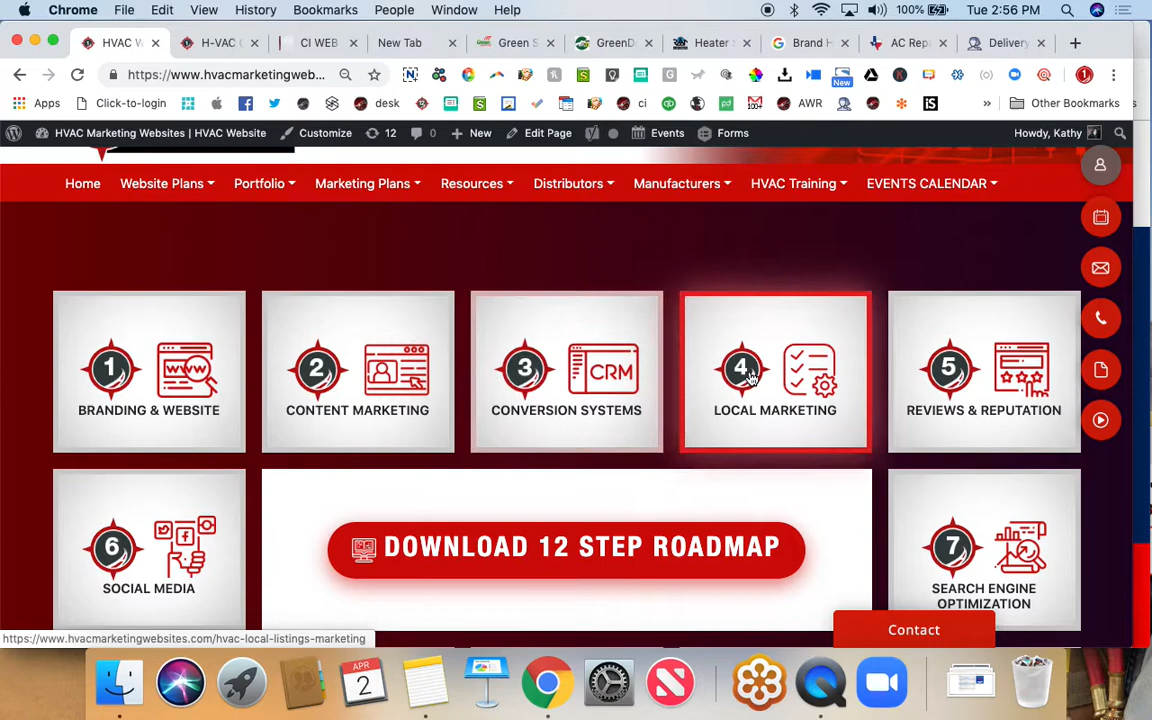 Chrome File Edit View History Bookmarks People Window Help 100% Tue 2:56 PM
HVAC W H-VAC CI WEB New Tab Green S GreenD Heater Brand H AC Rep Delivery
https://www.hvacmarketingweb... New 1
Apps Click-to-login desk ci 100+ AWR iS » Other Bookmarks
HVAC Marketing Websites | HVAC Website Customize 12 0 New Edit Page Events Forms Howdy, Kathy
Home Website Plans Portfolio Marketing Plans Resources Distributors Manufacturers HVAC Training EVENTS CALENDAR
1 WWW 2 3 CRM 4 5
BRANDING & WEBSITE CONTENT MARKETING CONVERSION SYSTEMS LOCAL MARKETING REVIEWS & REPUTATION
6 DOWNLOAD 12 STEP ROADMAP 7
SOCIAL MEDIA SEARCH ENGINE
OPTIMIZATION
Contact
https://www.hvacmarketingwebsites.com/hvac-local-listings-marketing
APR
2